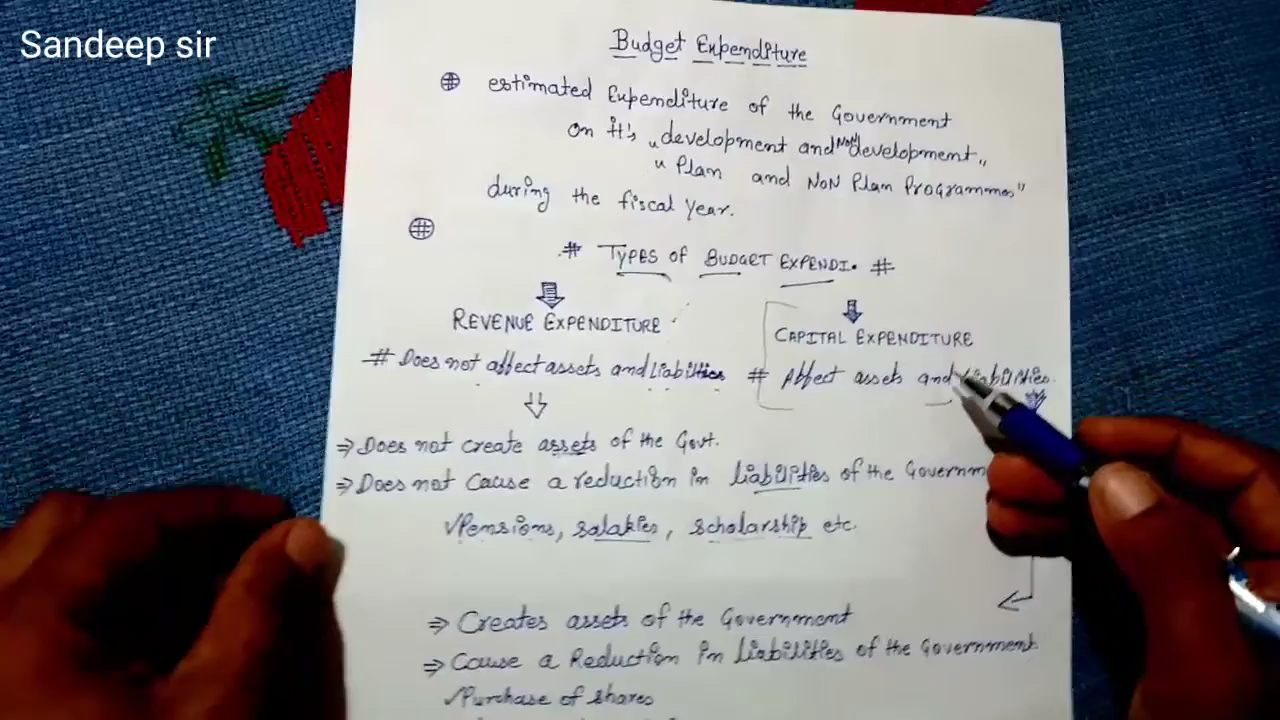 Sandeep sir
Budget Expenditure
estimated Expenditure of the Government
on it's "development and Non development"
"Plan and NON Plan Programmes"
during the fiscal year.
# TYPES of BUDGET EXPENDI. #
REVENUE EXPENDITURE
CAPITAL EXPENDITURE
# Does not affect assets and liabilities
# Affect assets and liabilities.
⇒ Does not create assets of the Govt.
⇒ Does not cause a reduction in liabilities of the Governm
✓Pensions, salaries, scholarship etc.
⇒ Creates assets of the Government
⇒ Cause a Reduction in liabilities of the Government
✓Purchase of shares